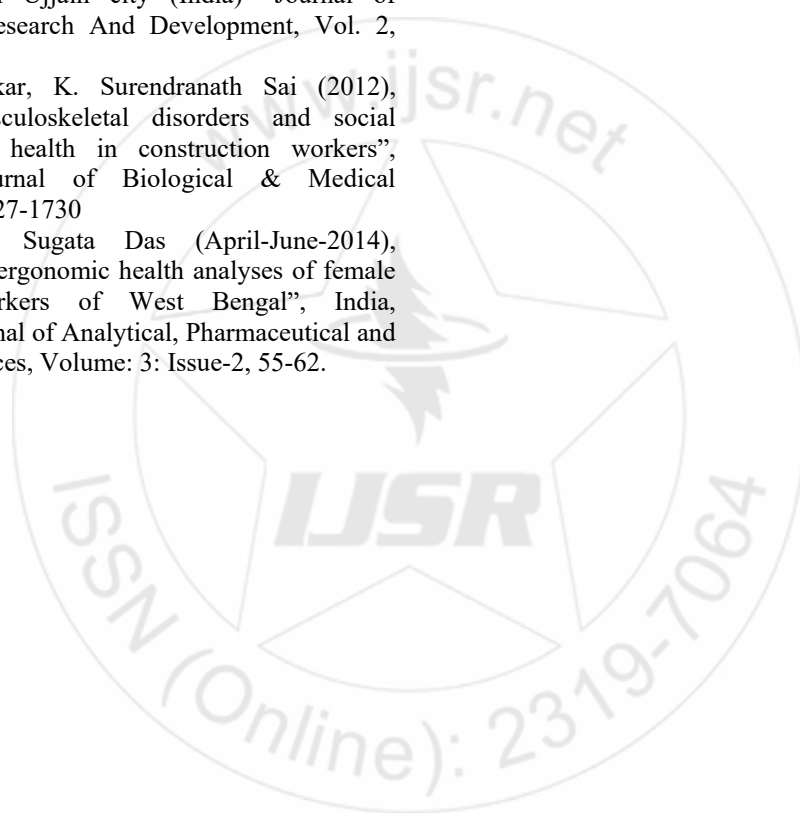 Ujjain city (India)" Journal of
esearch And Development, Vol. 2,
kar, K. Surendranath Sai (2012),
sculoskeletal disorders and social
health in construction workers”,
urnal of Biological & Medical
27-1730
Sugata Das (April-June-2014),
ergonomic health analyses of female
rkers of West Bengal”, India,
nal of Analytical, Pharmaceutical and
ces, Volume: 3: Issue-2, 55-62.
www.ijsr.net
IJSR
ISSN (Online): 2319-7064